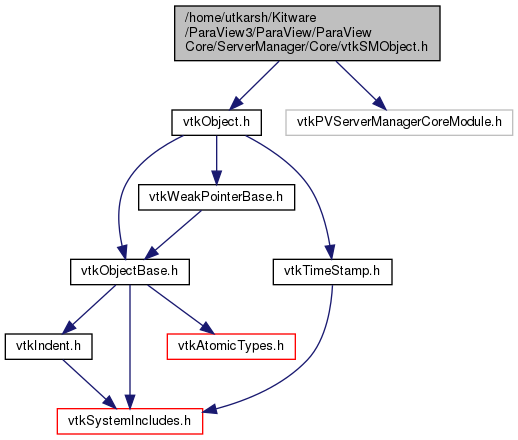 /home/utkarsh/Kitware
/ParaView3/ParaView/ParaView
Core/ServerManager/Core/vtkSMObject.h
vtkObject.h
vtkPVServerManagerCoreModule.h
vtkWeakPointerBase.h
vtkObjectBase.h
vtkTimeStamp.h
vtkIndent.h
vtkAtomicTypes.h
vtkSystemIncludes.h